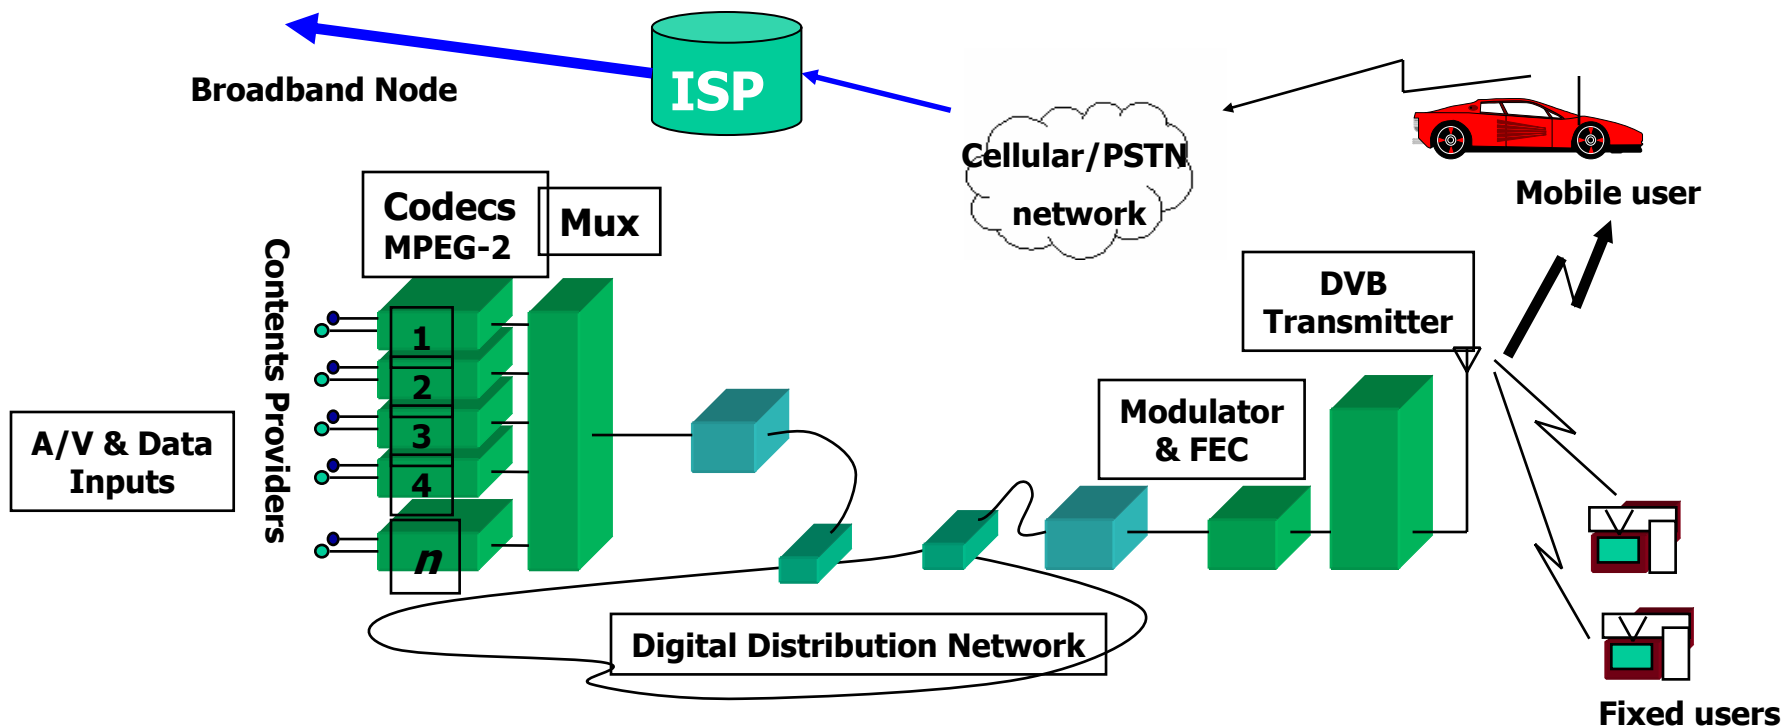 Broadband Node
ISP
Cellular/PSTN
network
Mobile user
Codecs
MPEG-2
Mux
Contents Providers
1
2
3
4
n
A/V & Data
Inputs
DVB
Transmitter
Modulator
& FEC
Digital Distribution Network
Fixed users